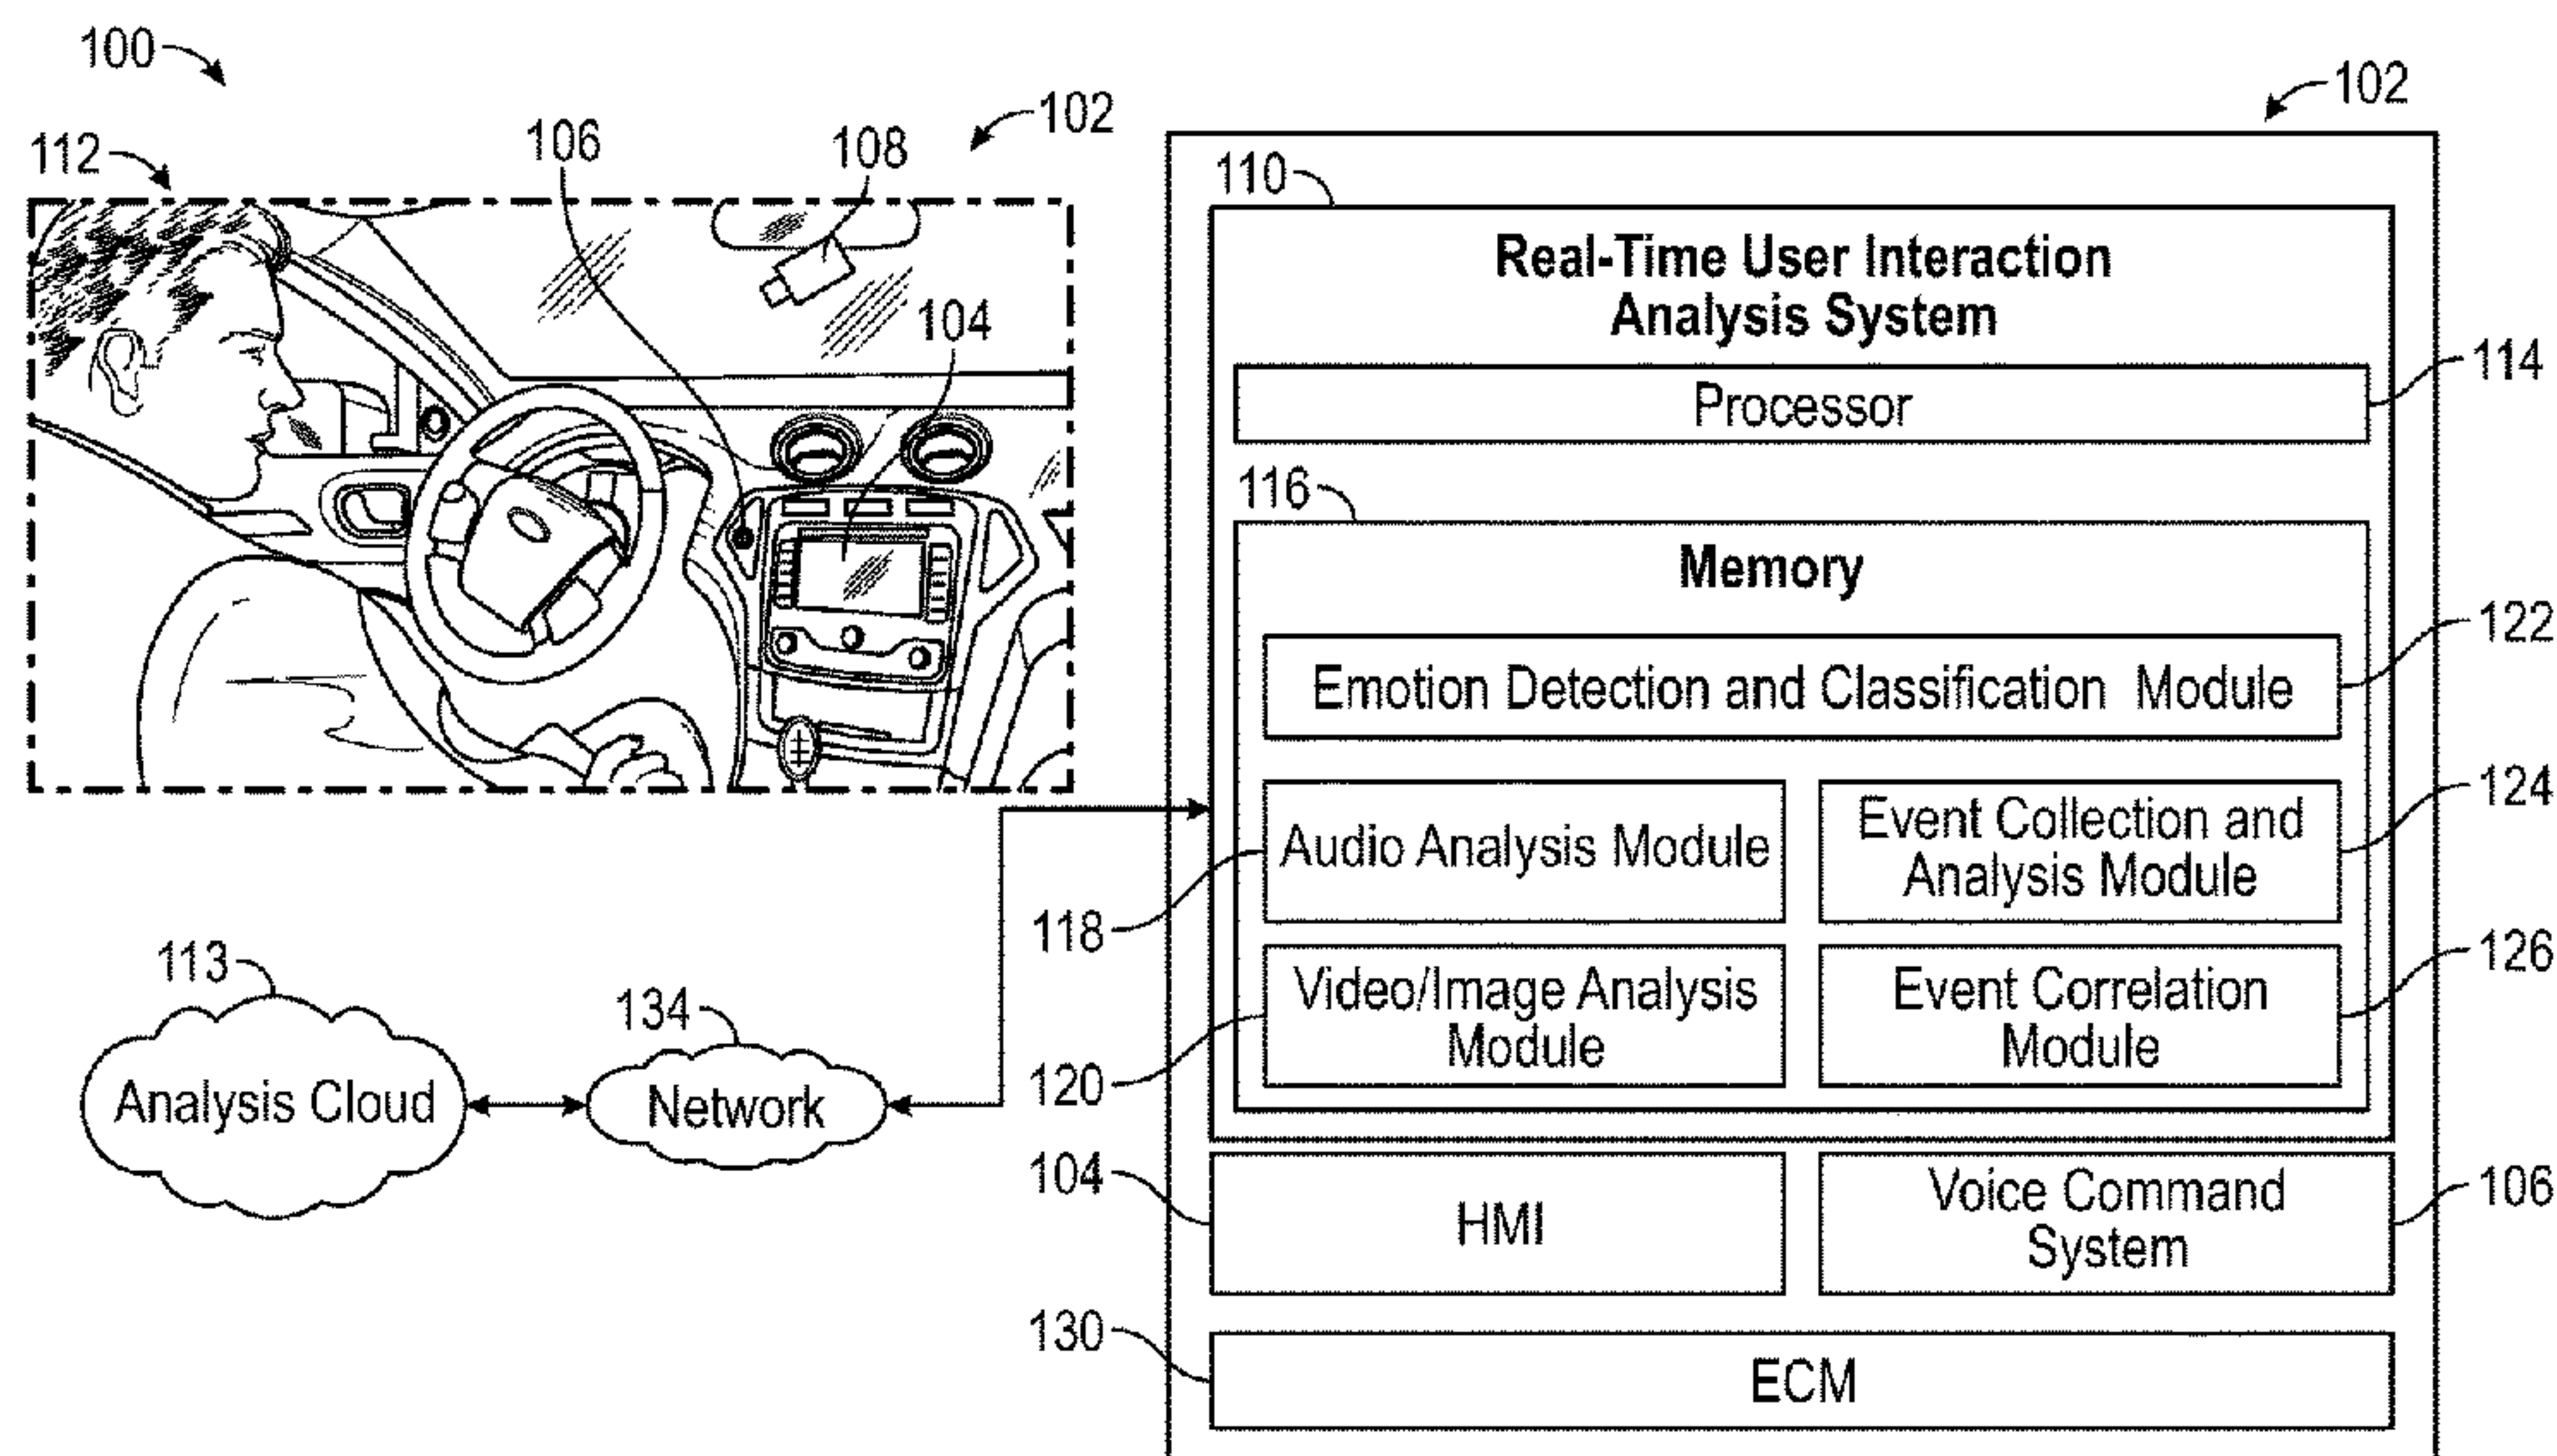 100
112
106
108
102
104
102
110
Real-Time User Interaction
Analysis System
114
Processor
116
Memory
122
Emotion Detection and Classification Module
124
Audio Analysis Module
Event Collection and
Analysis Module
118
126
Video/Image Analysis
Module
Event Correlation
Module
120
113
Analysis Cloud
134
Network
104
HMI
Voice Command
System
106
130
ECM